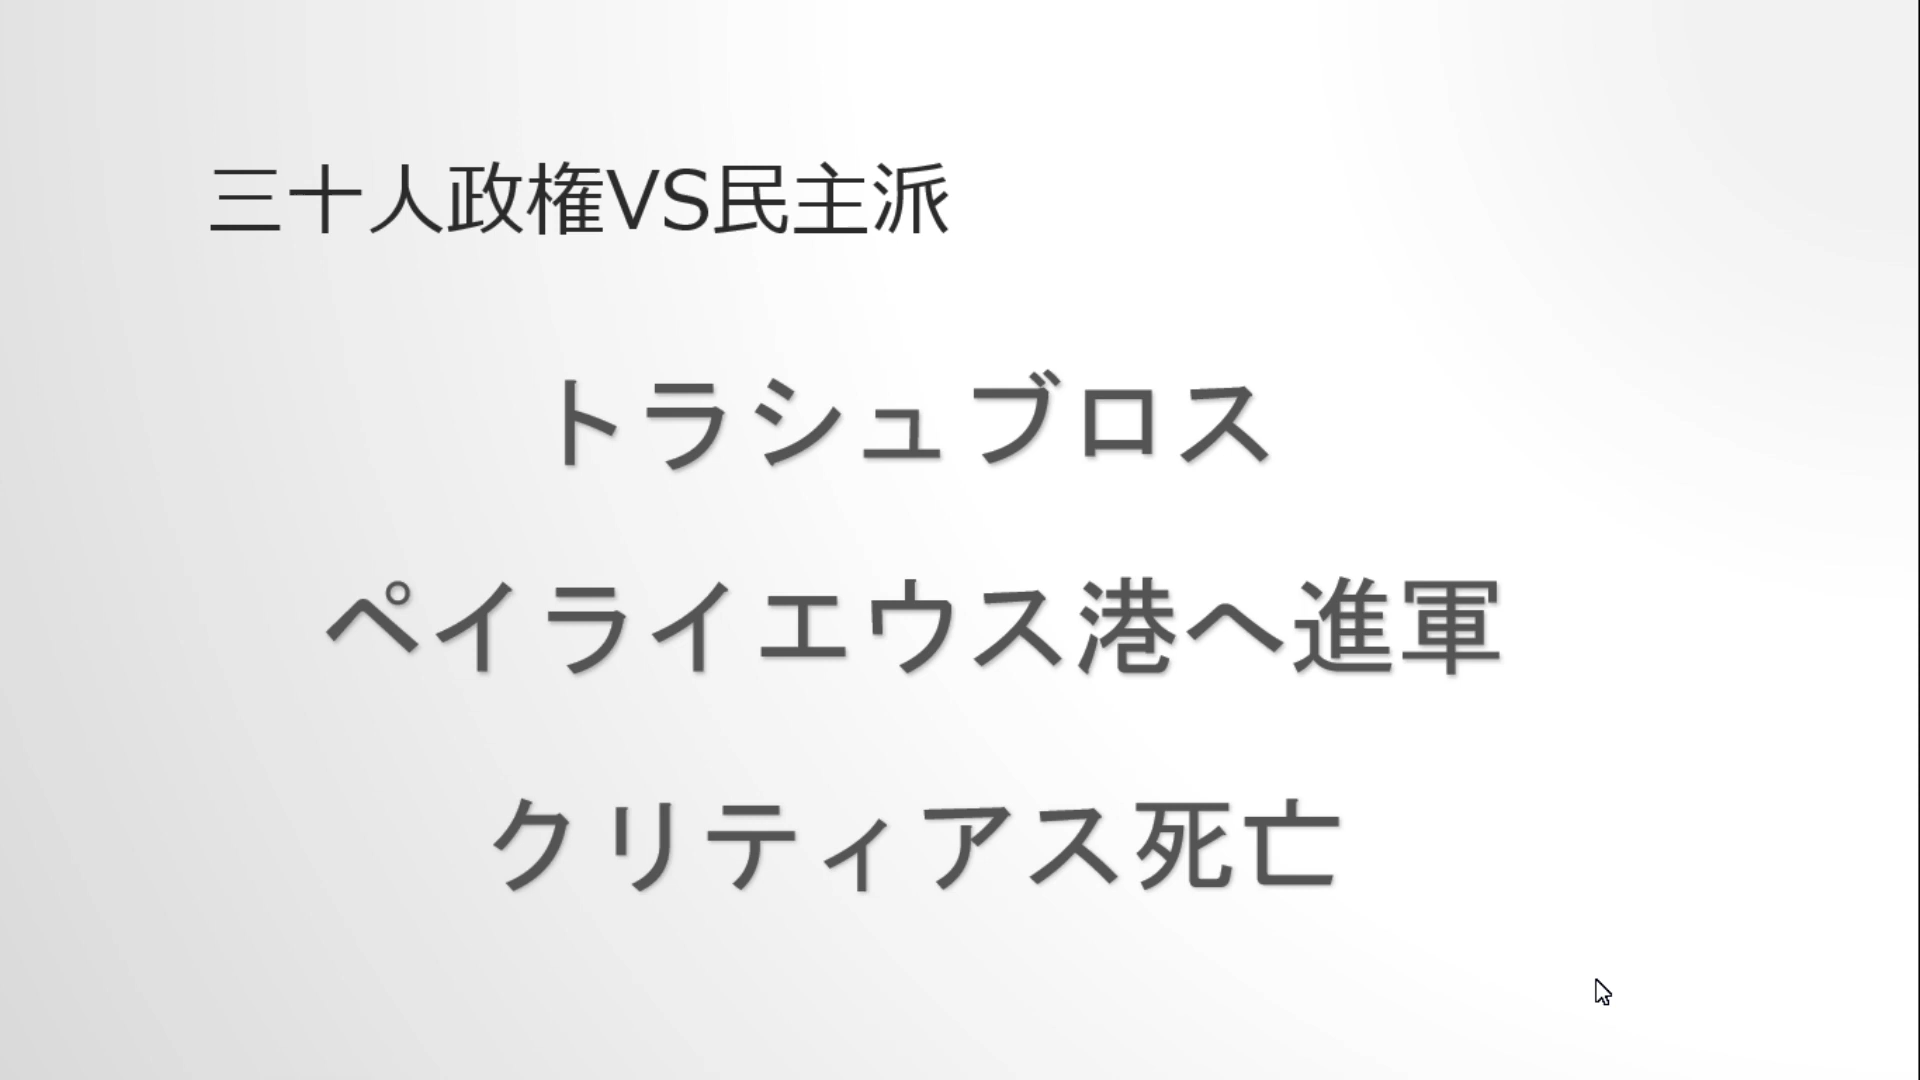 三十人政権VS民主派
トラシュブロス
ペイライエウス港へ進軍
クリティアス死亡